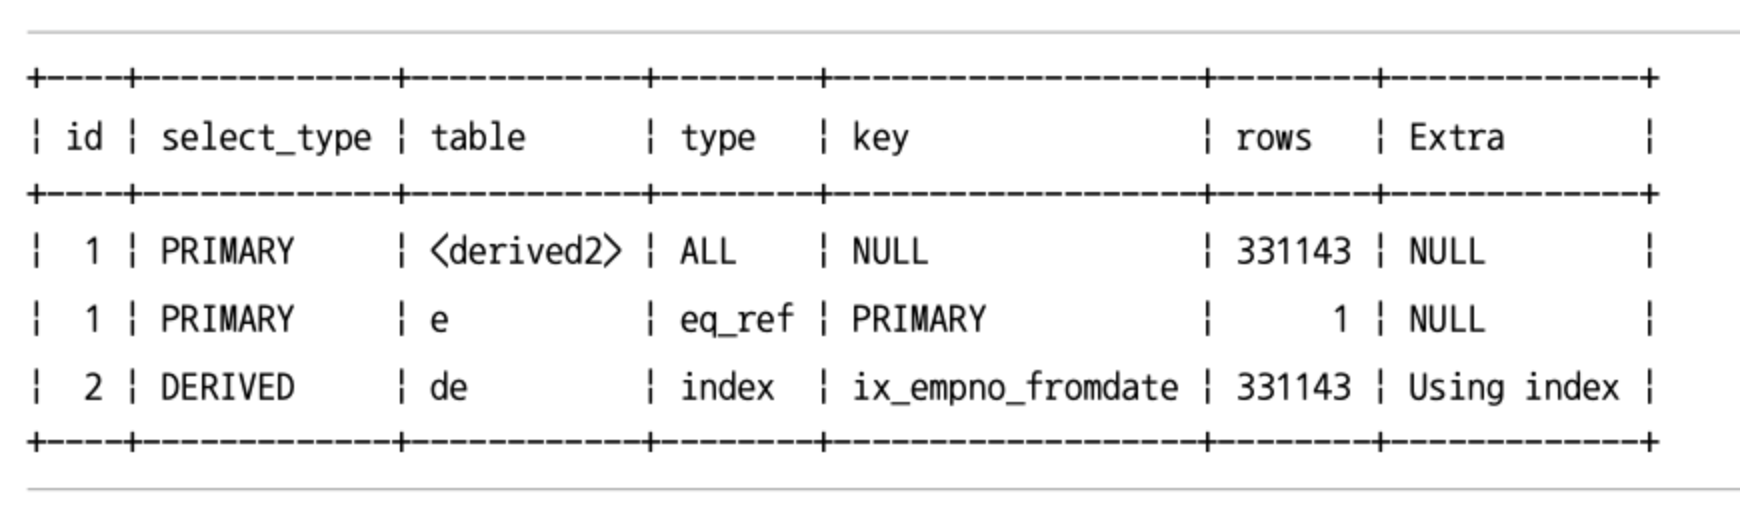 +----+-------------+------------+--------+-------------------+--------+-------------+
| id | select_type | table      | type   | key               | rows   | Extra       |
+----+-------------+------------+--------+-------------------+--------+-------------+
|  1 | PRIMARY     | <derived2> | ALL    | NULL              | 331143 | NULL        |
|  1 | PRIMARY     | e          | eq_ref | PRIMARY           |      1 | NULL        |
|  2 | DERIVED     | de         | index  | ix_empno_fromdate | 331143 | Using index |
+----+-------------+------------+--------+-------------------+--------+-------------+